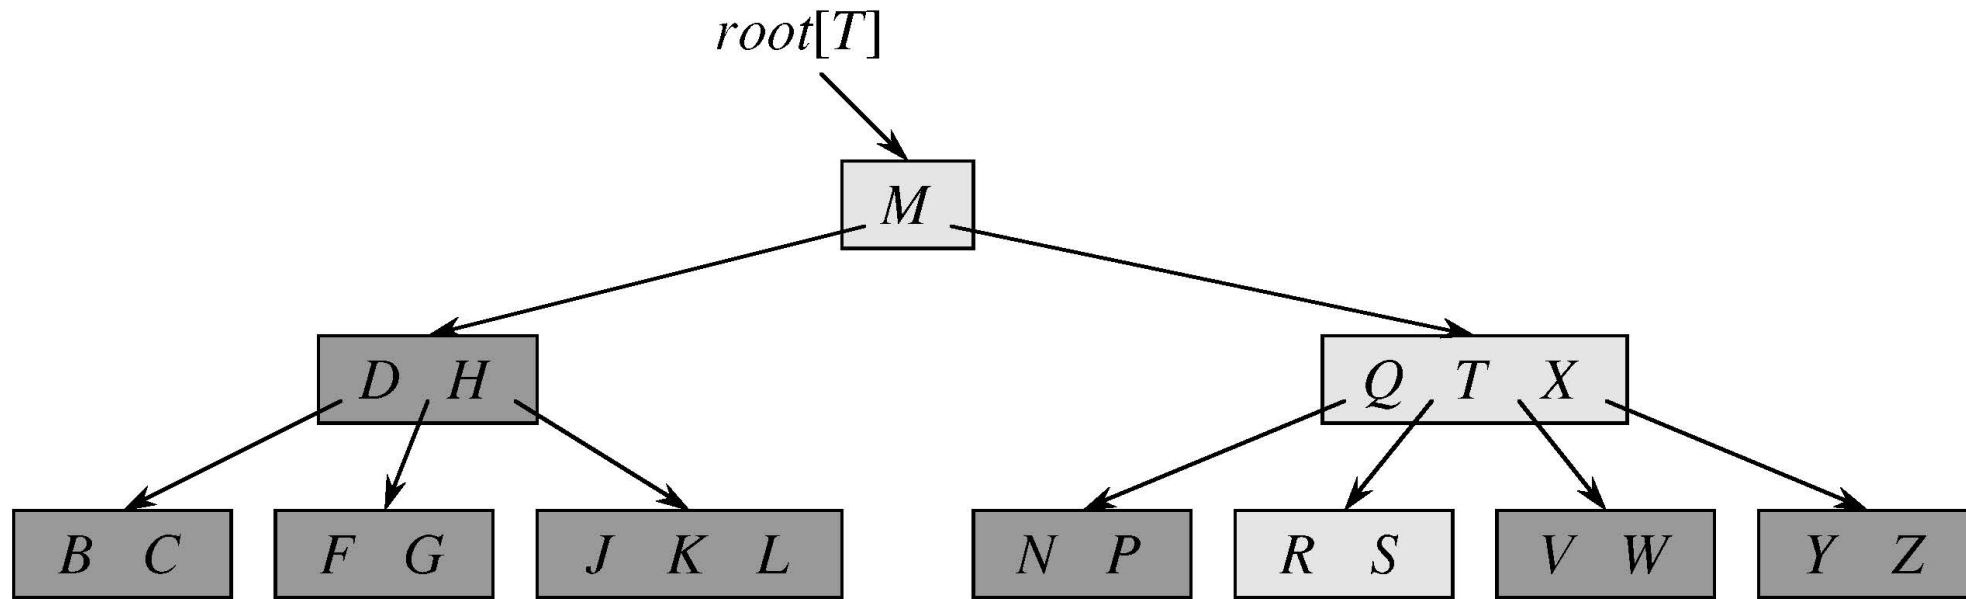 root[T]
M
D H
Q T X
B C
F G
J K L
N P
R S
V W
Y Z